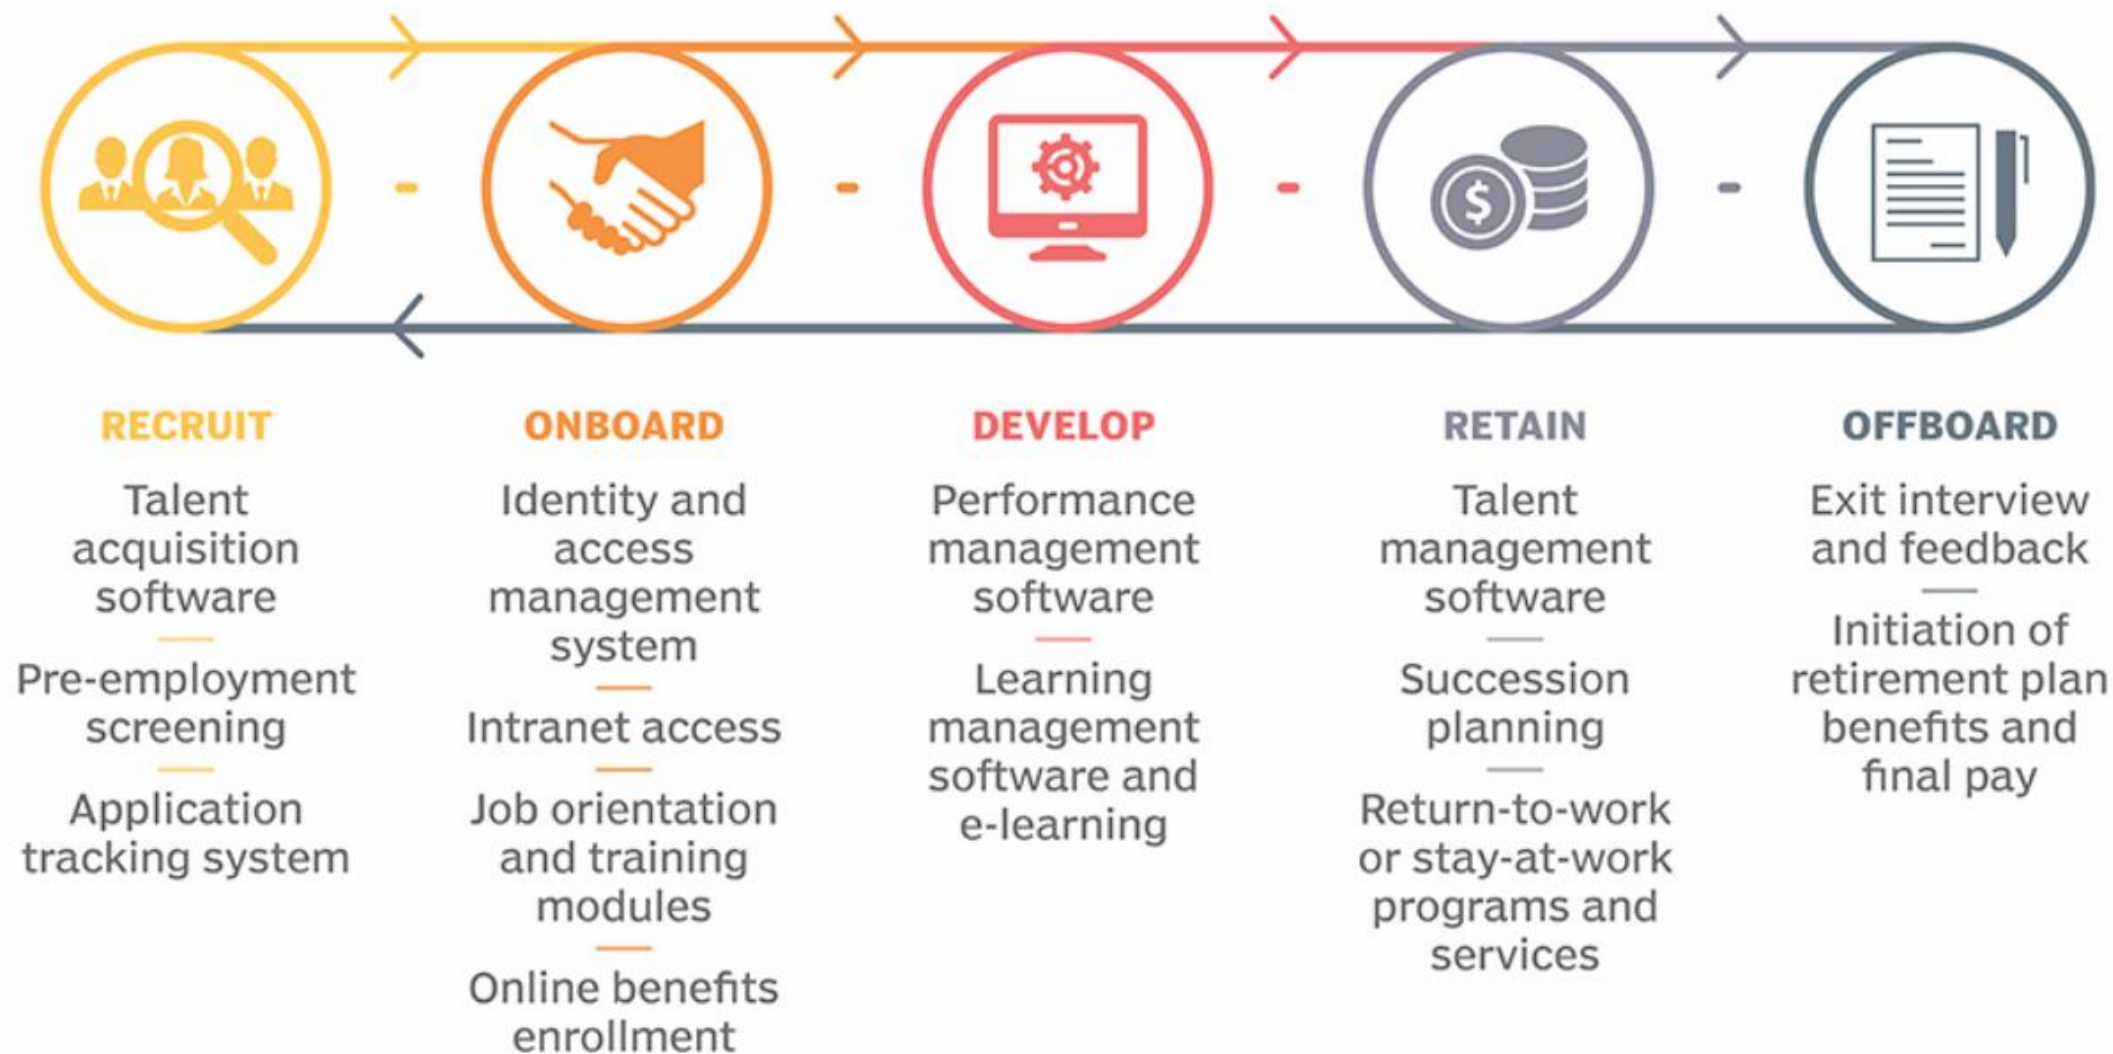 $
RECRUIT
Talent
acquisition
software
Pre-employment
screening
Application
tracking system
ONBOARD
Identity and
access
management
system
Intranet access
Job orientation
and training
modules
Online benefits
enrollment
DEVELOP
Performance
management
software
Learning
management
software and
e-learning
RETAIN
Talent
management
software
Succession
planning
Return-to-work
or stay-at-work
programs and
services
OFFBOARD
Exit interview
and feedback
Initiation of
retirement plan
benefits and
final pay